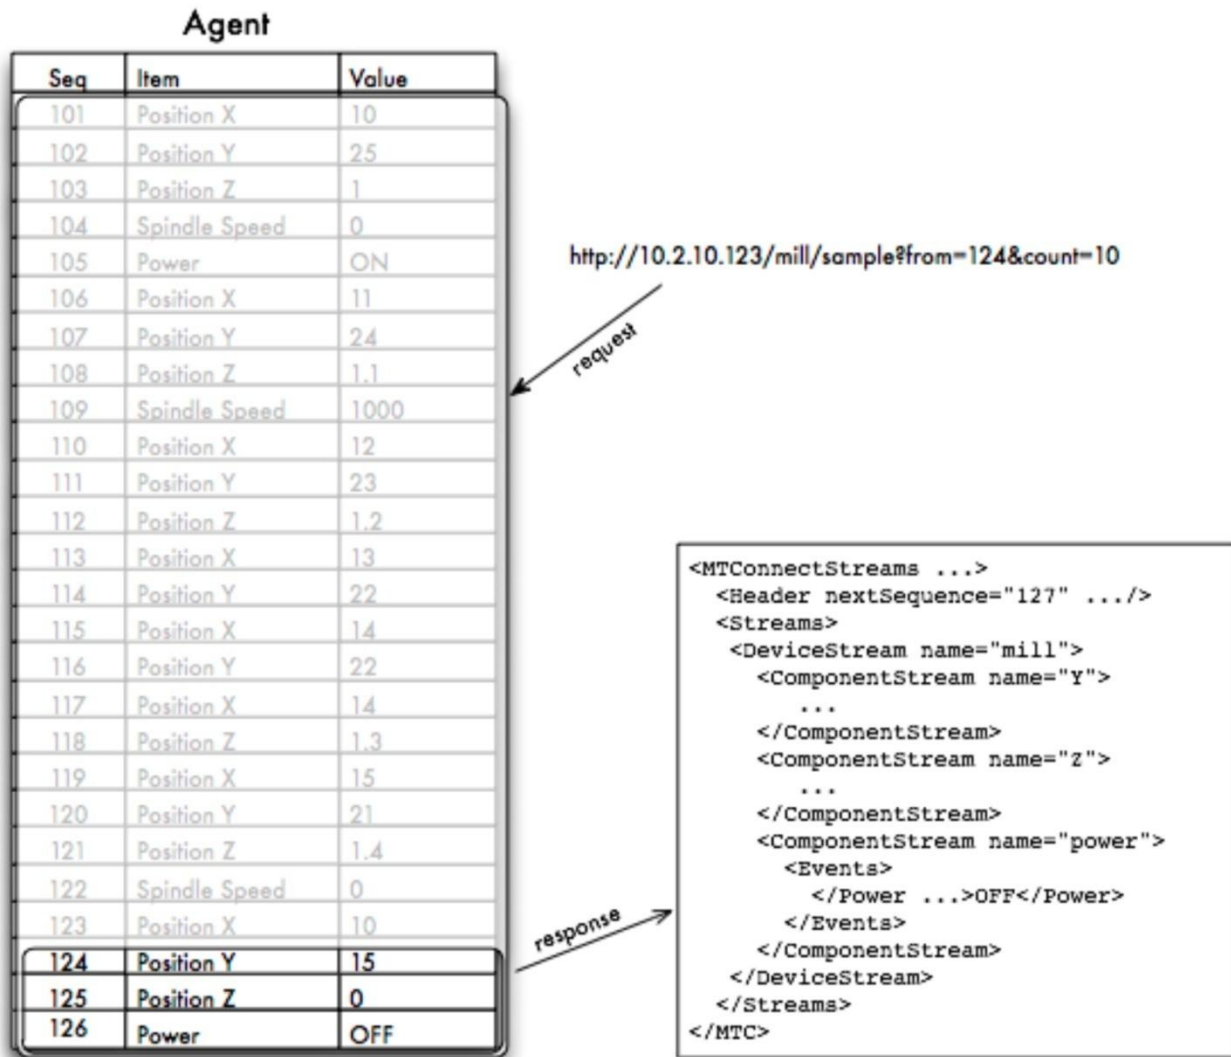 Agent
Seq Item Value
101 Position X 10
102 Position Y 25
103 Position Z 1
104 Spindle Speed 0
105 Power ON
106 Position X 11
107 Position Y 24
108 Position Z 1.1
109 Spindle Speed 1000
110 Position X 12
111 Position Y 23
112 Position Z 1.2
113 Position X 13
114 Position Y 22
115 Position X 14
116 Position Y 22
117 Position X 14
118 Position Z 1.3
119 Position X 15
120 Position Y 21
121 Position Z 1.4
122 Spindle Speed 0
123 Position X 10
124 Position Y 15
125 Position Z 0
126 Power OFF
http://10.2.10.123/mill/sample?from=124&count=10
request
response
<MTConnectStreams ...>
<Header nextSequence="127" .../>
<Streams>
<DeviceStream name="mill">
<ComponentStream name="Y">
...
</ComponentStream>
<ComponentStream name="Z">
...
</ComponentStream>
<ComponentStream name="power">
<Events>
</Power ...>OFF</Power>
</Events>
</ComponentStream>
</DeviceStream>
</Streams>
</MTC>